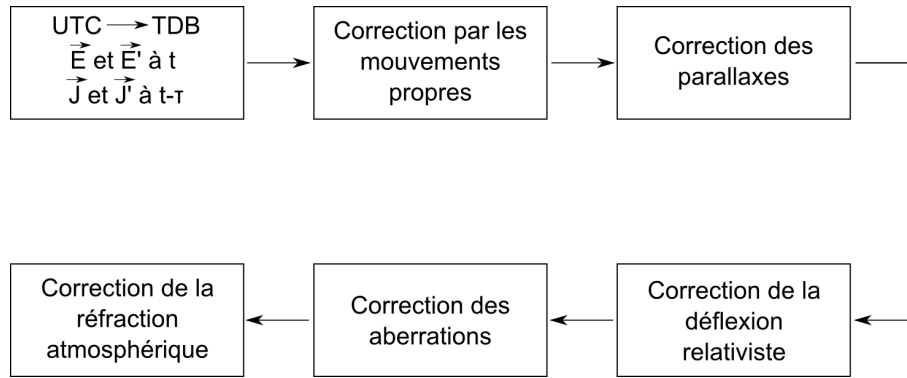 UTC → TDB
E et E' à t
J et J' à t-τ
Correction par les
mouvements
propres
Correction des
parallaxes
Correction de la
déflexion
relativiste
Correction des
aberrations
Correction de la
réfraction
atmosphérique